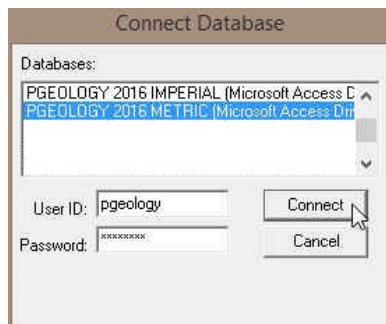 Connect Database
Databases:
PGEOLOGY 2016 IMPERIAL (Microsoft Access D
PGEOLOGY 2016 METRIC (Microsoft Access Dri
User ID: pgeology
Connect
Password: ********
Cancel